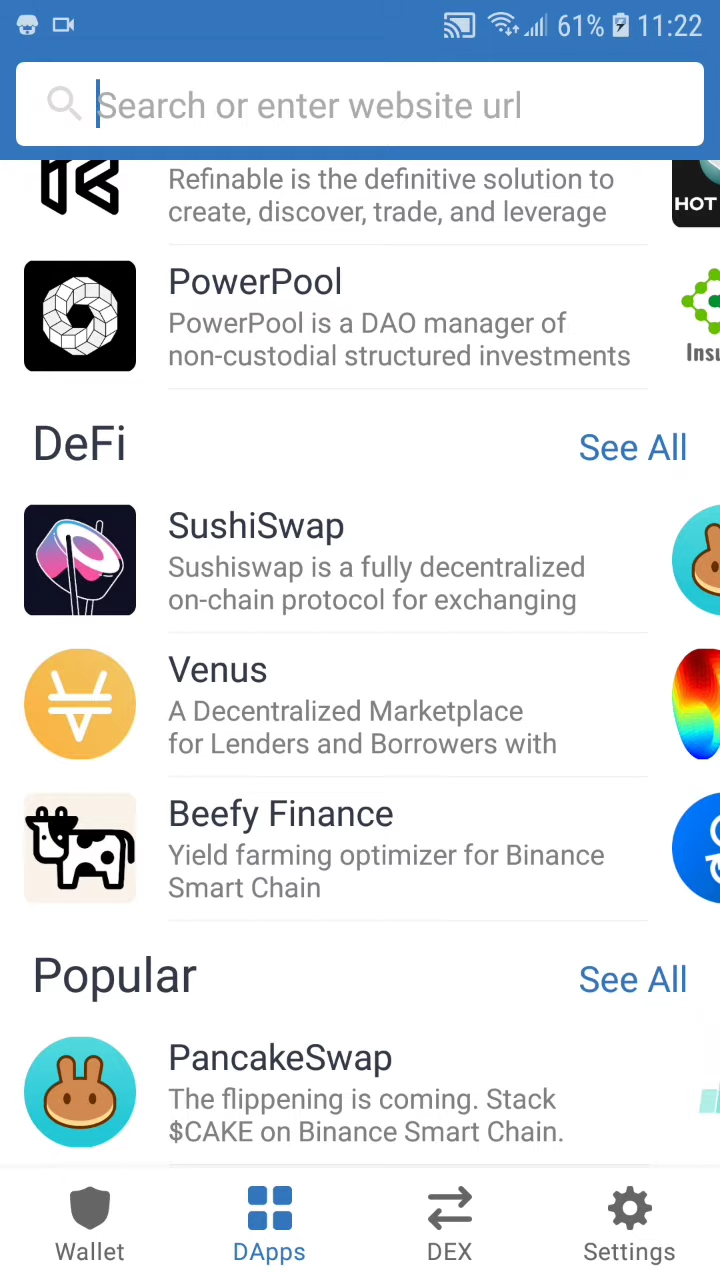 61% 11:22
Search or enter website url
Refinable is the definitive solution to
create, discover, trade, and leverage
HOT
PowerPool
PowerPool is a DAO manager of
non-custodial structured investments
DeFi
See All
SushiSwap
Sushiswap is a fully decentralized
on-chain protocol for exchanging
Venus
A Decentralized Marketplace
for Lenders and Borrowers with
Beefy Finance
Yield farming optimizer for Binance
Smart Chain
Popular
See All
PancakeSwap
The flippening is coming. Stack
$CAKE on Binance Smart Chain.
Wallet
DApps
DEX
Settings